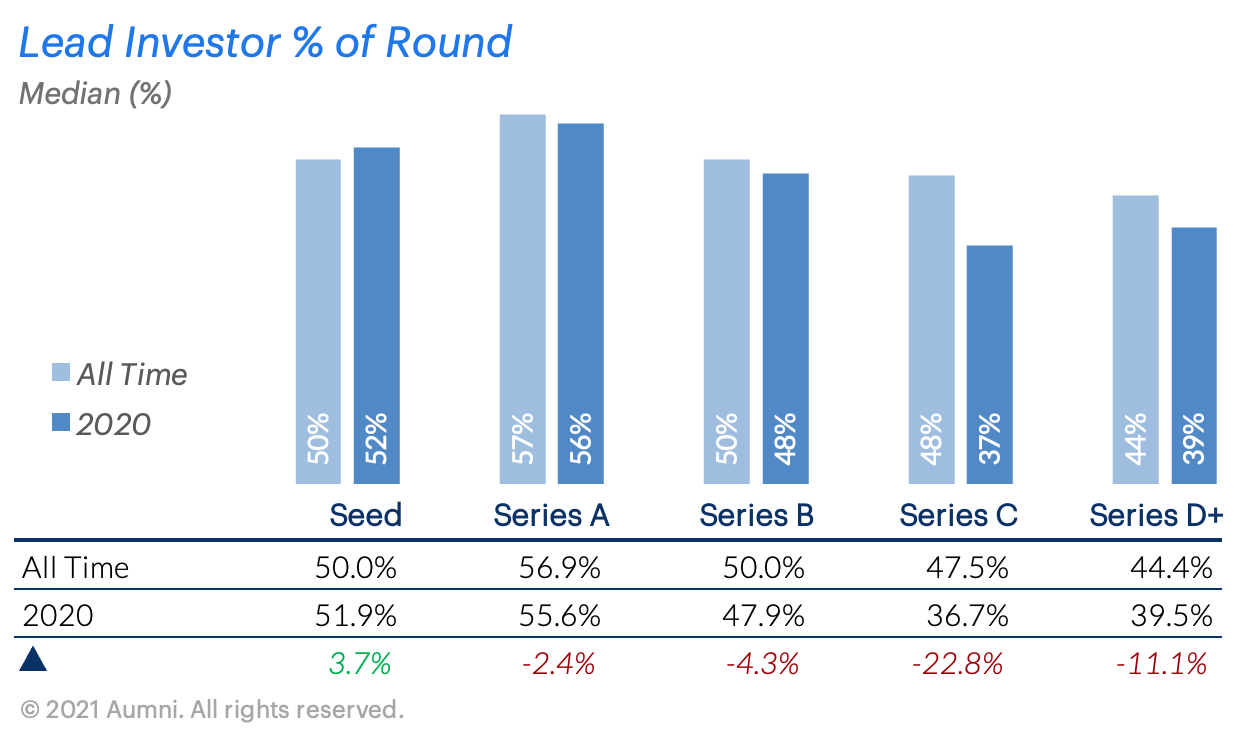 Lead Investor % of Round
Median (%)
All Time
2020
50% 52% 57% 56% 50% 48% 48% 37% 44% 39%
Seed Series A Series B Series C Series D+
All Time 50.0% 56.9% 50.0% 47.5% 44.4%
2020 51.9% 55.6% 47.9% 36.7% 39.5%
▲ 3.7% -2.4% -4.3% -22.8% -11.1%
© 2021 Aumni. All rights reserved.